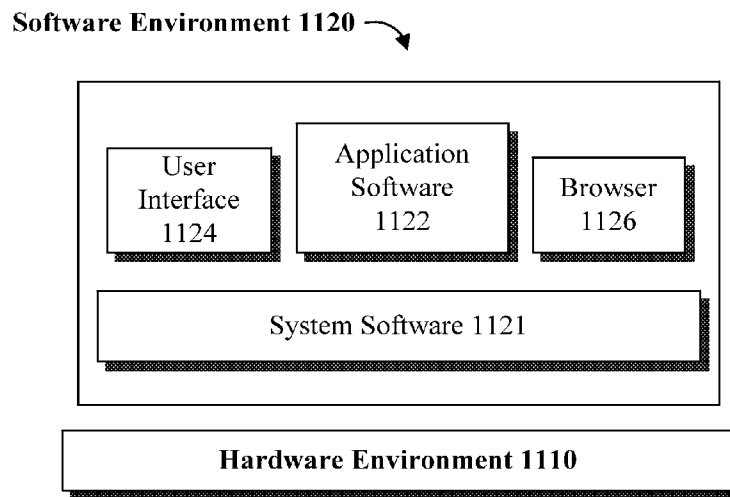 Software Environment 1120
User
Interface
1124
Application
Software
1122
Browser
1126
System Software 1121
Hardware Environment 1110